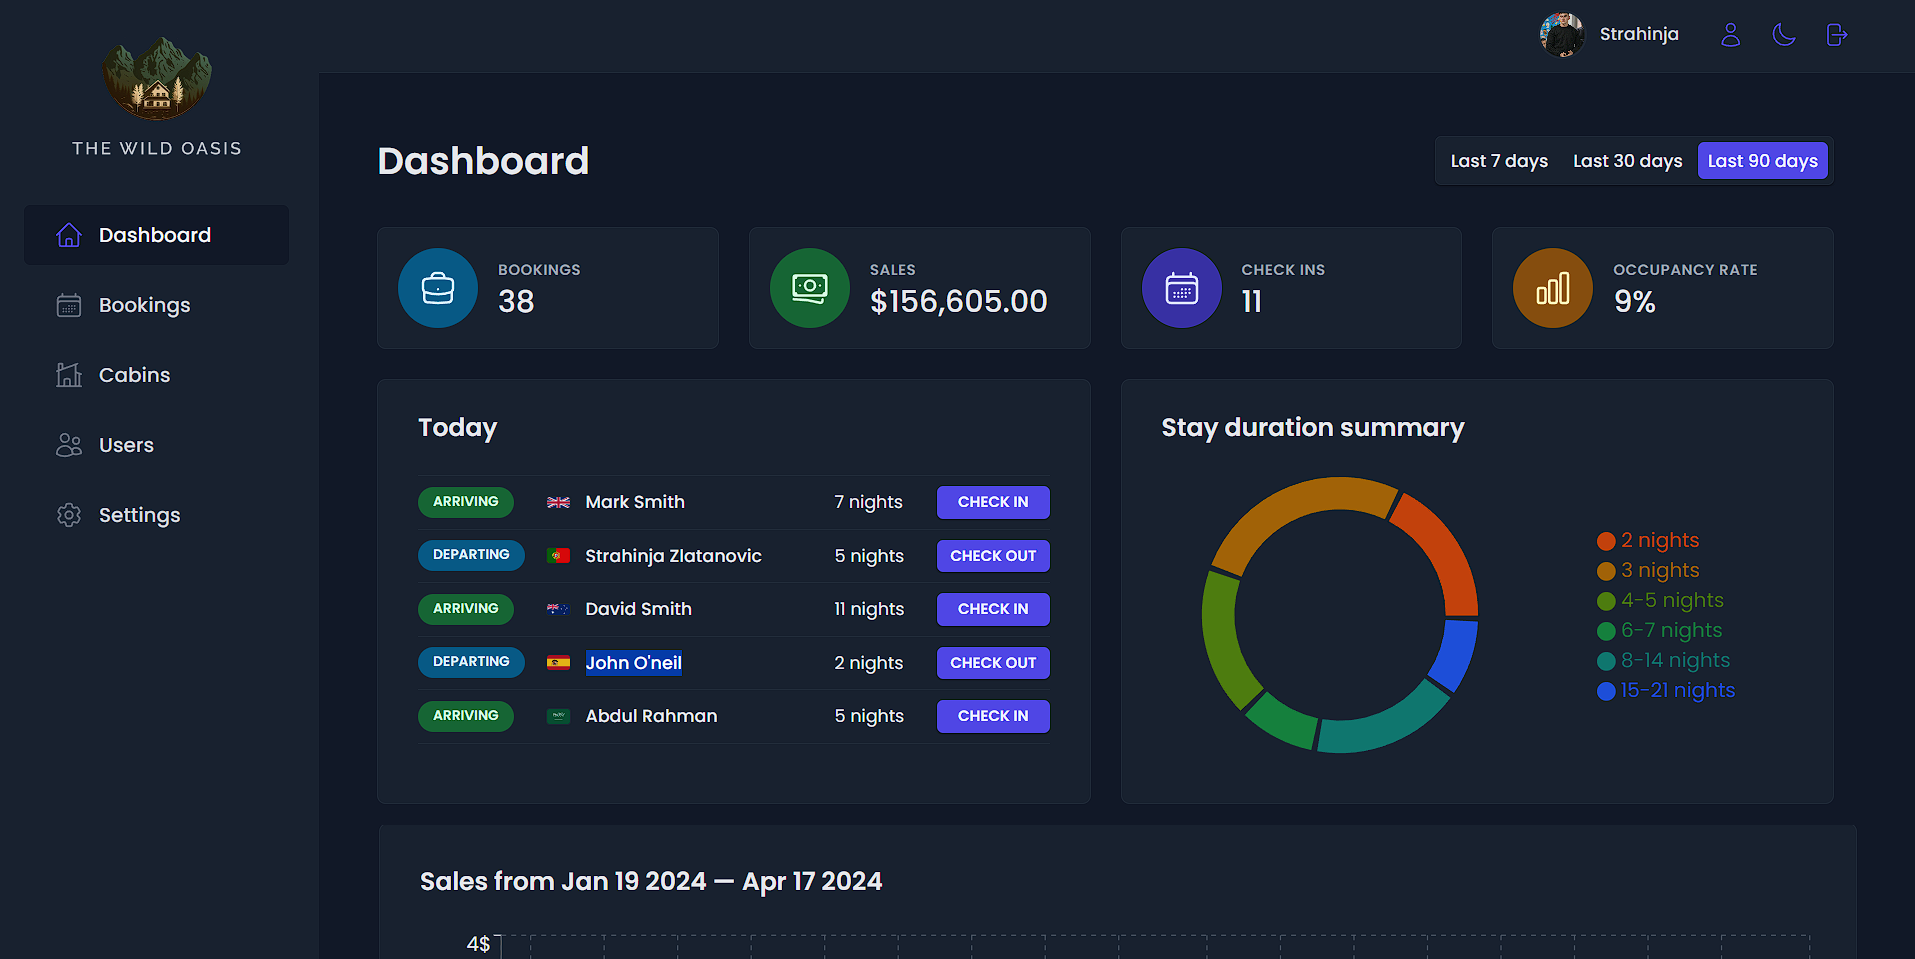 THE WILD OASIS
Dashboard
Bookings
Cabins
Users
Settings
Strahinja
Dashboard
Last 7 days Last 30 days Last 90 days
BOOKINGS
38
SALES
$156,605.00
CHECK INS
11
OCCUPANCY RATE
9%
Today
ARRIVING Mark Smith 7 nights CHECK IN
DEPARTING Strahinja Zlatanovic 5 nights CHECK OUT
ARRIVING David Smith 11 nights CHECK IN
DEPARTING John O'neil 2 nights CHECK OUT
ARRIVING Abdul Rahman 5 nights CHECK IN
Stay duration summary
2 nights
3 nights
4-5 nights
6-7 nights
8-14 nights
15-21 nights
Sales from Jan 19 2024 — Apr 17 2024
4$